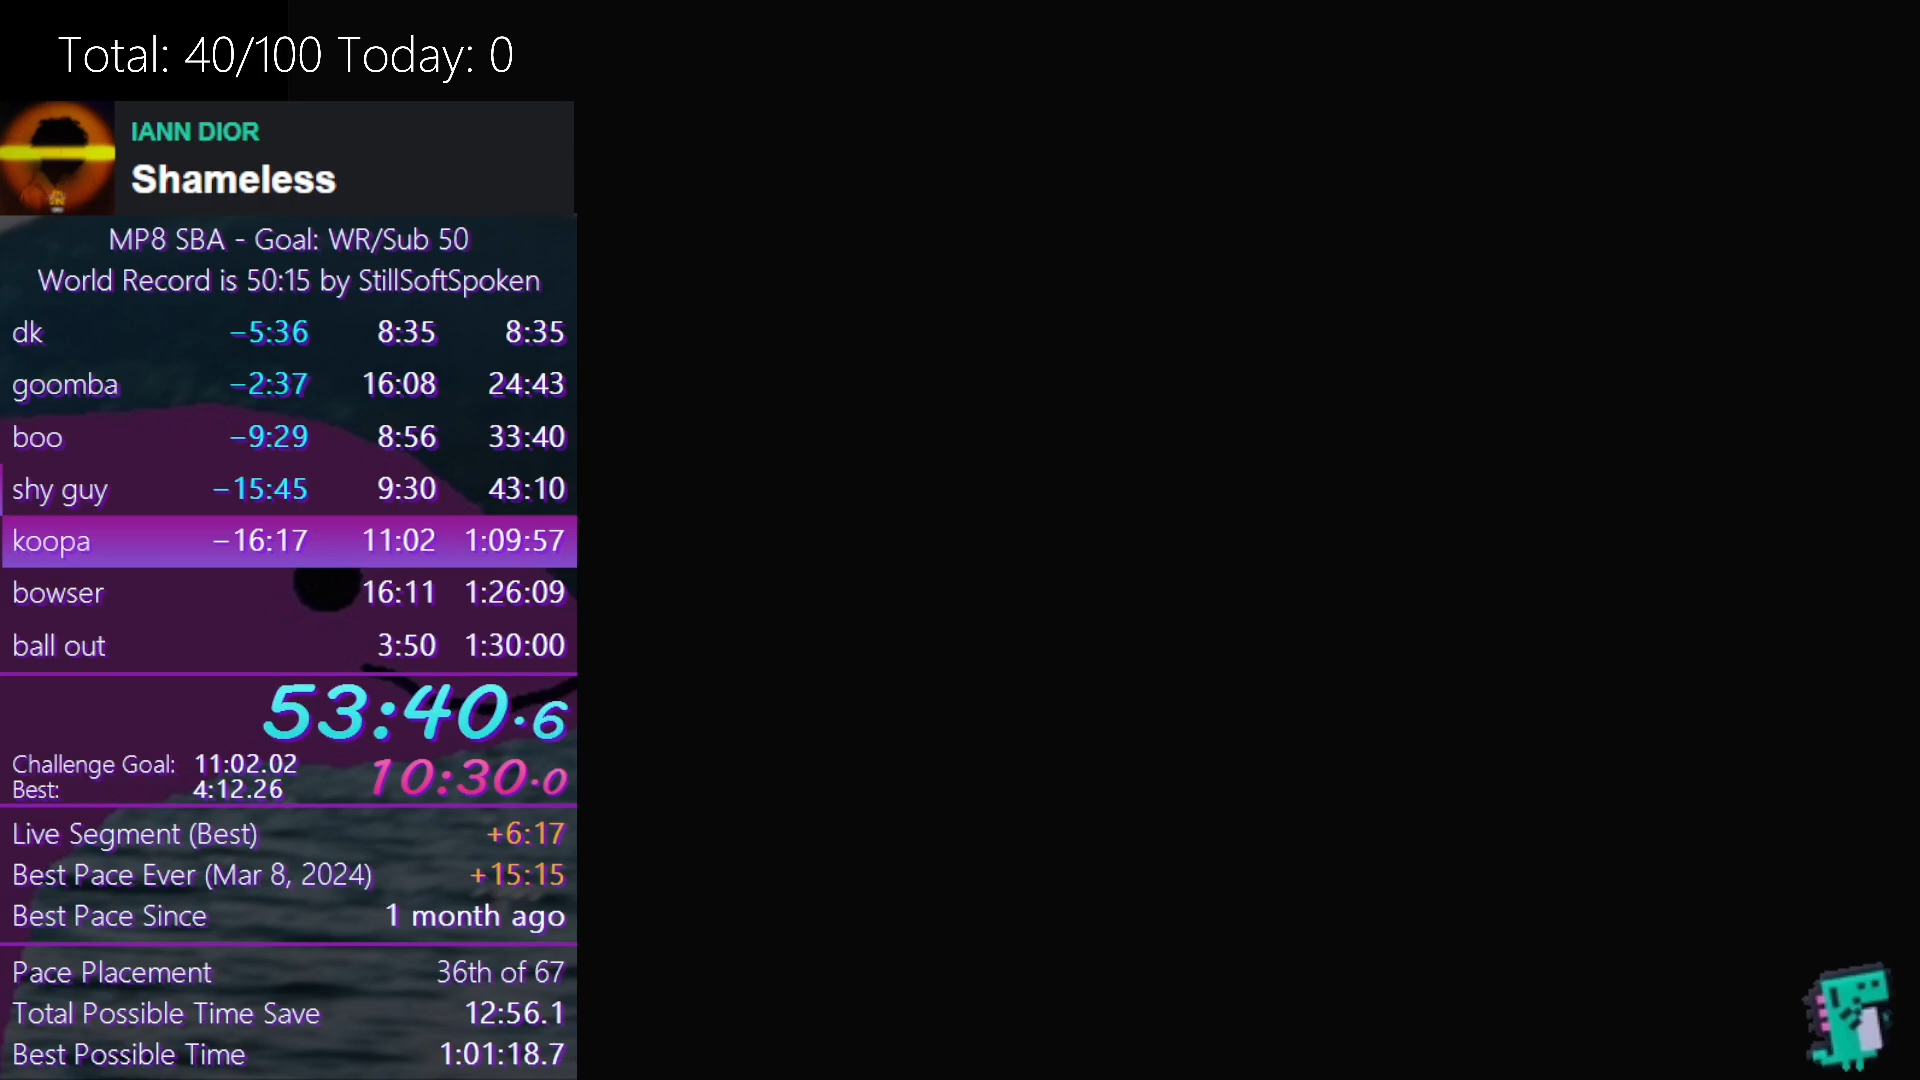 Total: 40/100 Today: 0
IANN DIOR
Shameless
MP8 SBA - Goal: WR/Sub 50
World Record is 50:15 by StillSoftSpoken
dk −5:36 8:35 8:35
goomba −2:37 16:08 24:43
boo −9:29 8:56 33:40
shy guy −15:45 9:30 43:10
koopa −16:17 11:02 1:09:57
bowser 16:11 1:26:09
ball out 3:50 1:30:00
53:40.6
Challenge Goal: 11:02.02
Best: 4:12.26
10:30.0
Live Segment (Best) +6:17
Best Pace Ever (Mar 8, 2024) +15:15
Best Pace Since 1 month ago
Pace Placement 36th of 67
Total Possible Time Save 12:56.1
Best Possible Time 1:01:18.7